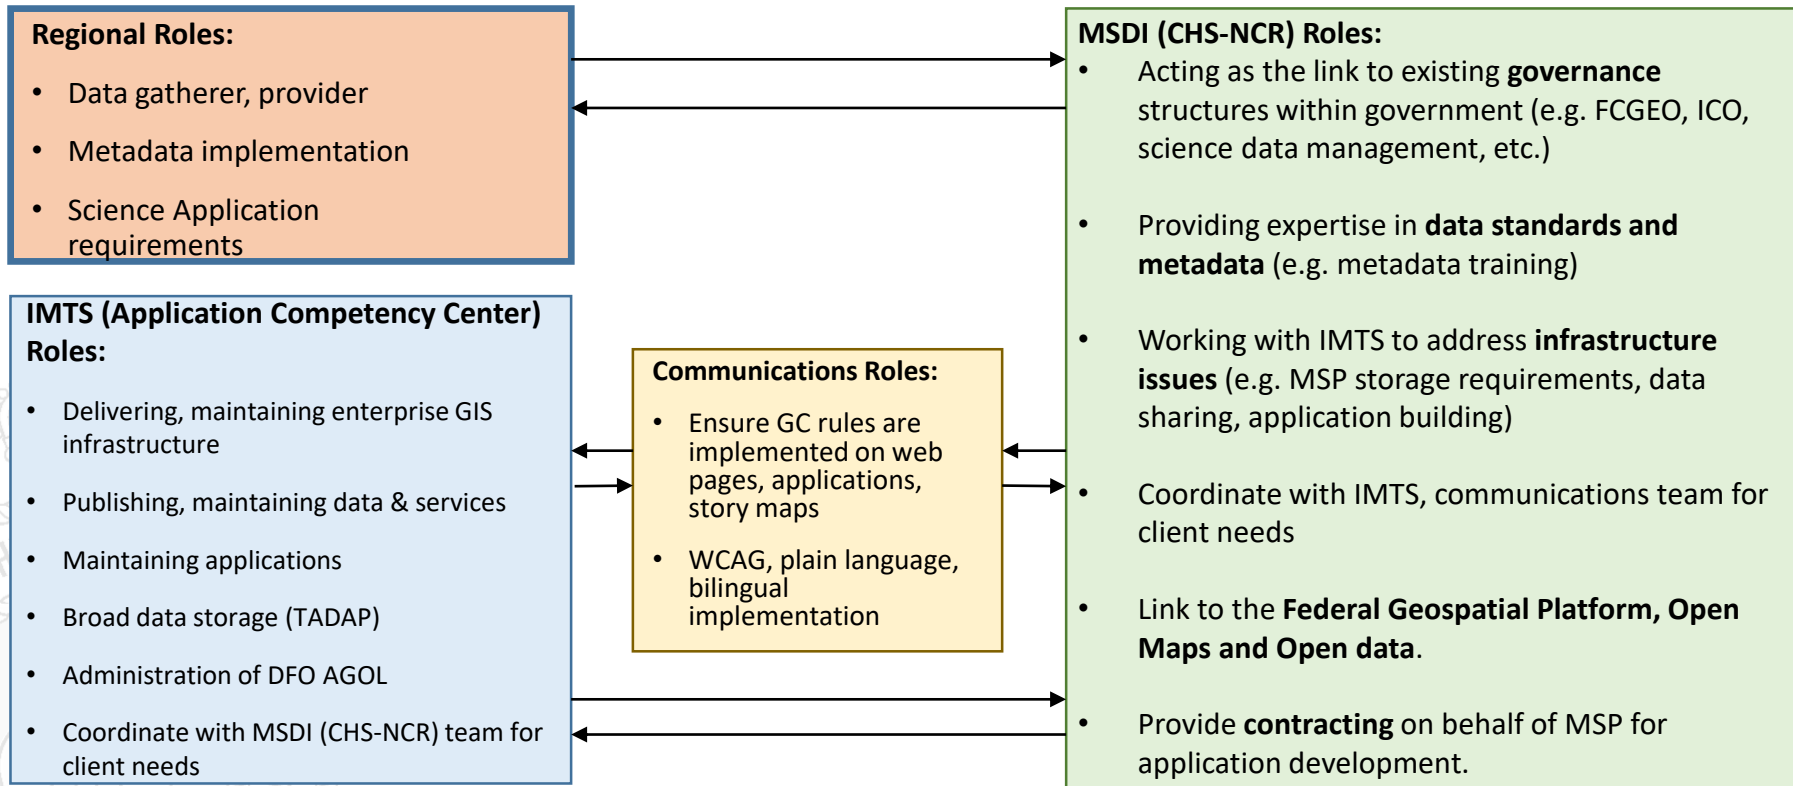 Regional Roles:
• Data gatherer, provider
• Metadata implementation
• Science Application
requirements
IMTS (Application Competency Center)
Roles:
• Delivering, maintaining enterprise GIS
infrastructure
• Publishing, maintaining data & services
• Maintaining applications
• Broad data storage (TADAP)
• Administration of DFO AGOL
• Coordinate with MSDI (CHS-NCR) team for
client needs
Communications Roles:
• Ensure GC rules are
implemented on web
pages, applications,
story maps
• WCAG, plain language,
bilingual
implementation
MSDI (CHS-NCR) Roles:
• Acting as the link to existing governance
structures within government (e.g. FCGEO, ICO,
science data management, etc.)
• Providing expertise in data standards and
metadata (e.g. metadata training)
• Working with IMTS to address infrastructure
issues (e.g. MSP storage requirements, data
sharing, application building)
• Coordinate with IMTS, communications team for
client needs
• Link to the Federal Geospatial Platform, Open
Maps and Open data.
• Provide contracting on behalf of MSP for
application development.